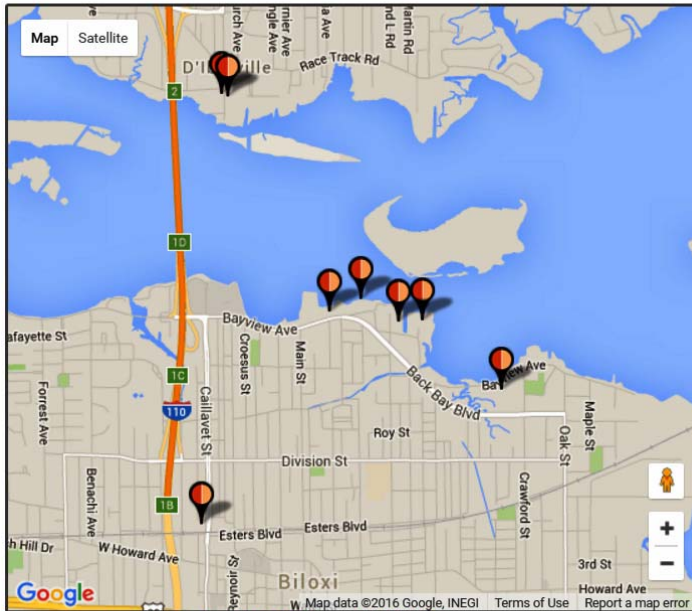 Map
Satellite
Race Track Rd
2
1D
Bayview Ave
afayette St
Croesus St
Main St
1C
Forrest Ave
110
Caillavet St
Back Bay Blvd
Roy St
Maple St
Division St
Oak St
Benachi Ave
Crawford St
1B
Esters Blvd
Esters Blvd
W Howard Ave
3rd St
Biloxi
Howard Ave
+
−
Google
Map data ©2016 Google, INEGI
Terms of Use
Report a map error